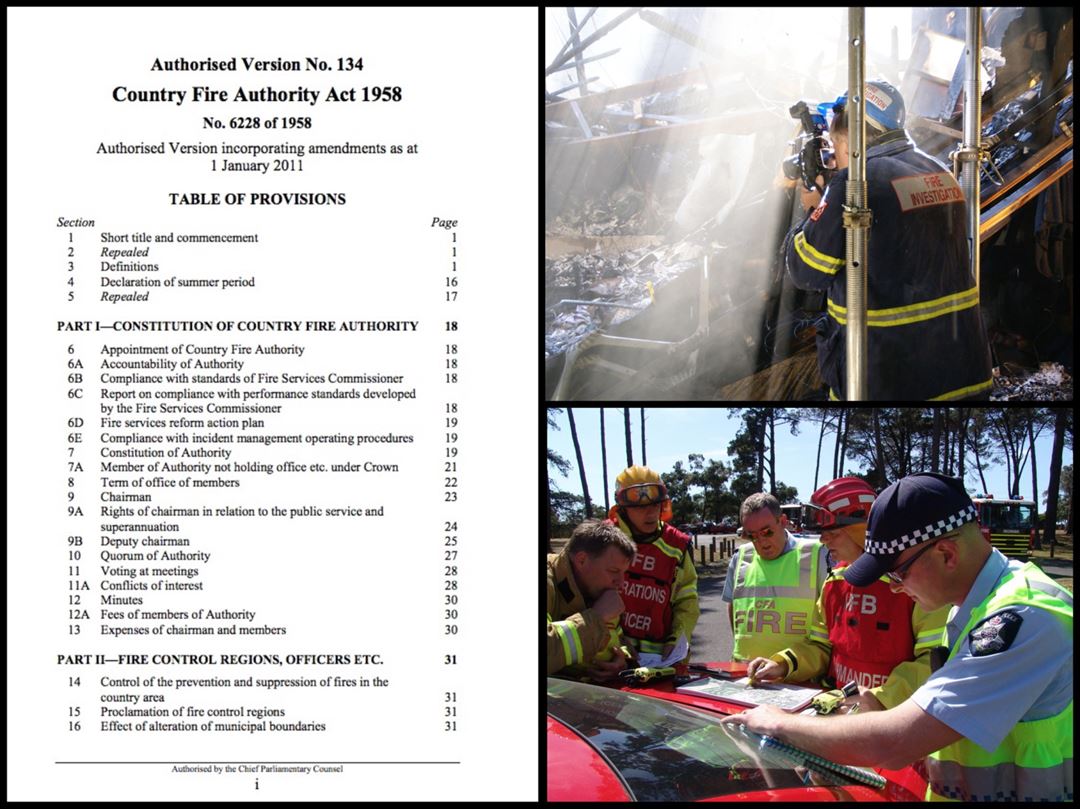 Authorised Version No. 134
Country Fire Authority Act 1958
No. 6228 of 1958
Authorised Version incorporating amendments as at
1 January 2011
TABLE OF PROVISIONS
Section Page
1 Short title and commencement 1
2 Repealed 1
3 Definitions 1
4 Declaration of summer period 16
5 Repealed 17
PART I—CONSTITUTION OF COUNTRY FIRE AUTHORITY 18
6 Appointment of Country Fire Authority 18
6A Accountability of Authority 18
6B Compliance with standards of Fire Services Commissioner 18
6C Report on compliance with performance standards developed
by the Fire Services Commissioner 18
6D Fire services reform action plan 19
6E Compliance with incident management operating procedures 19
7 Constitution of Authority 19
7A Member of Authority not holding office etc. under Crown 21
8 Term of office of members 22
9 Chairman 23
9A Rights of chairman in relation to the public service and
superannuation 24
9B Deputy chairman 25
10 Quorum of Authority 27
11 Voting at meetings 28
11A Conflicts of interest 28
12 Minutes 30
12A Fees of members of Authority 30
13 Expenses of chairman and members 30
PART II—FIRE CONTROL REGIONS, OFFICERS ETC. 31
14 Control of the prevention and suppression of fires in the
country area 31
15 Proclamation of fire control regions 31
16 Effect of alteration of municipal boundaries 31
Authorised by the Chief Parliamentary Counsel
i
FIRE
INVESTIGATION
CFA
FIRE